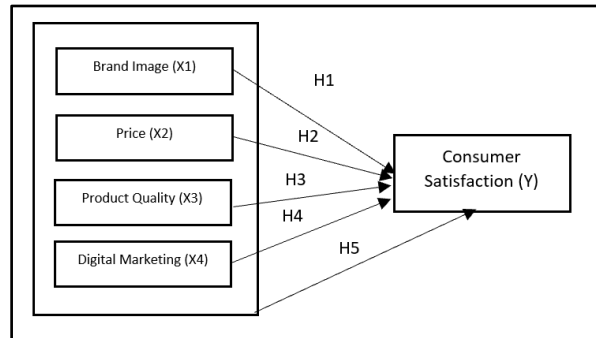 Brand Image (X1)
H1
Price (X2)
H2
Consumer
Satisfaction (Y)
Product Quality (X3)
H3
H4
Digital Marketing (X4)
H5